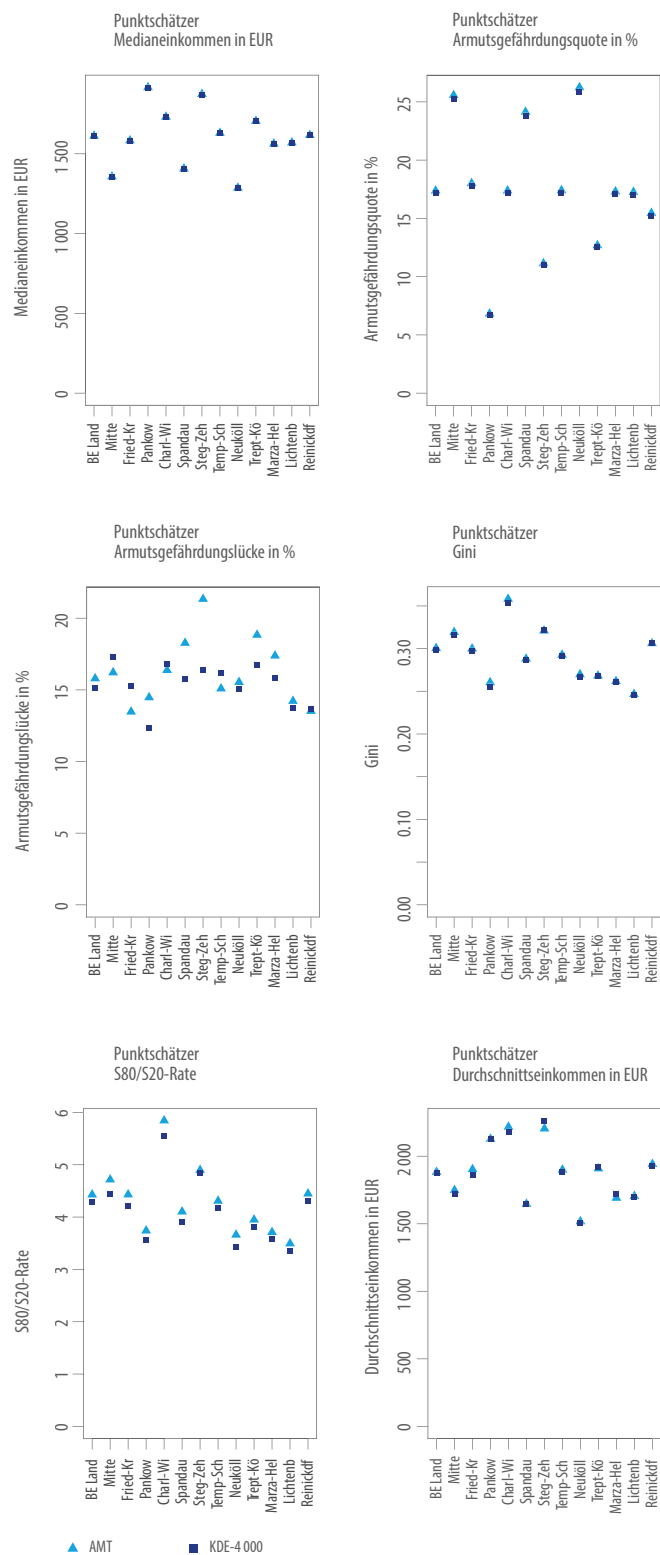 Punktschätzer
Medianeinkommen in EUR
Medianeinkommen in EUR
1 500
1 000
500
0
BE Land
Mitte
Fried-Kr
Pankow
Charl-Wi
Spandau
Steg-Zeh
Temp-Sch
Neuköll
Trept-Kö
Marza-Hel
Lichtenb
Reinickdf
Punktschätzer
Armutsgefährdungsquote in %
Armutsgefährdungsquote in %
25
20
15
10
5
0
BE Land
Mitte
Fried-Kr
Pankow
Charl-Wi
Spandau
Steg-Zeh
Temp-Sch
Neuköll
Trept-Kö
Marza-Hel
Lichtenb
Reinickdf
Punktschätzer
Armutsgefährdungslücke in %
Armutsgefährdungslücke in %
20
15
10
5
0
BE Land
Mitte
Fried-Kr
Pankow
Charl-Wi
Spandau
Steg-Zeh
Temp-Sch
Neuköll
Trept-Kö
Marza-Hel
Lichtenb
Reinickdf
Punktschätzer
Gini
Gini
0.30
0.20
0.10
0.00
BE Land
Mitte
Fried-Kr
Pankow
Charl-Wi
Spandau
Steg-Zeh
Temp-Sch
Neuköll
Trept-Kö
Marza-Hel
Lichtenb
Reinickdf
Punktschätzer
S80/S20-Rate
S80/S20-Rate
6
5
4
3
2
1
0
BE Land
Mitte
Fried-Kr
Pankow
Charl-Wi
Spandau
Steg-Zeh
Temp-Sch
Neuköll
Trept-Kö
Marza-Hel
Lichtenb
Reinickdf
Punktschätzer
Durchschnittseinkommen in EUR
Durchschnittseinkommen in EUR
2 000
1 500
1 000
500
0
BE Land
Mitte
Fried-Kr
Pankow
Charl-Wi
Spandau
Steg-Zeh
Temp-Sch
Neuköll
Trept-Kö
Marza-Hel
Lichtenb
Reinickdf
AMT
KDE-4 000